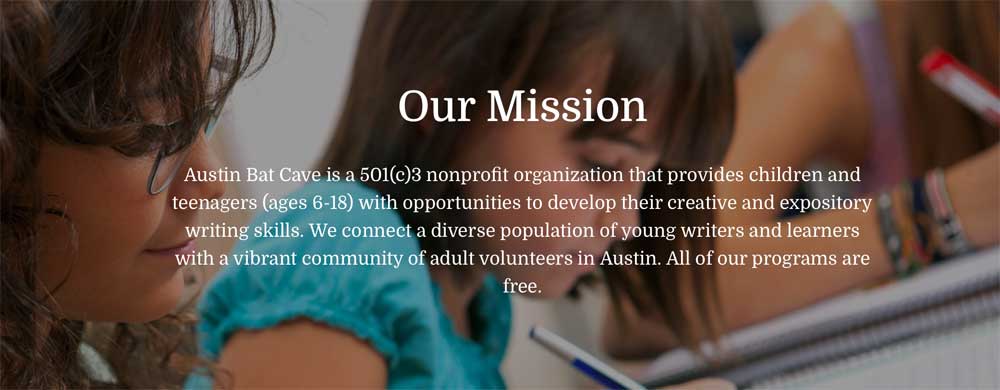 Our Mission
Austin Bat Cave is a 501(c)3 nonprofit organization that provides children and
teenagers (ages 6-18) with opportunities to develop their creative and expository
writing skills. We connect a diverse population of young writers and learners
with a vibrant community of adult volunteers in Austin. All of our programs are
free.